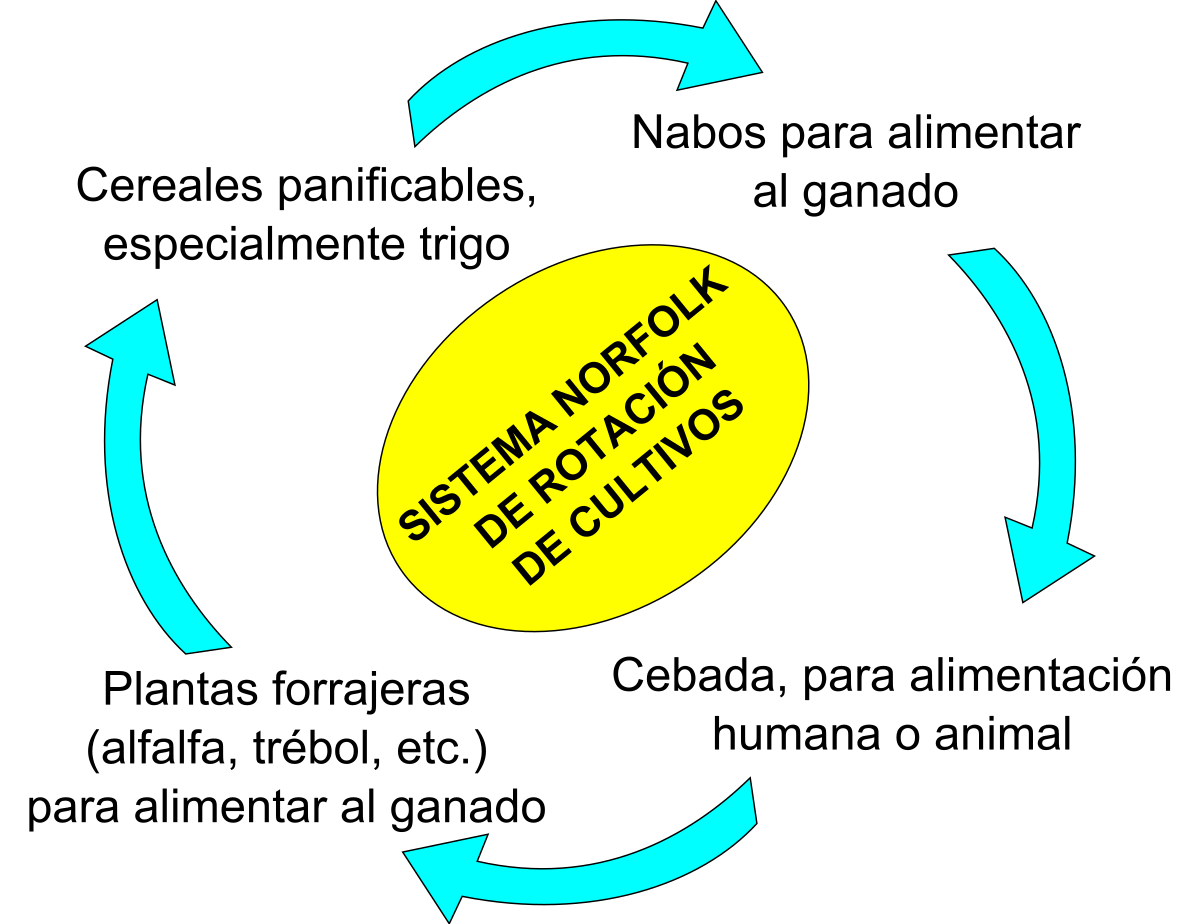 Cereales panificables,
especialmente trigo
Nabos para alimentar
al ganado
SISTEMA NORFOLK
DE ROTACIÓN
DE CULTIVOS
Cebada, para alimentación
humana o animal
Plantas forrajeras
(alfalfa, trébol, etc.)
para alimentar al ganado